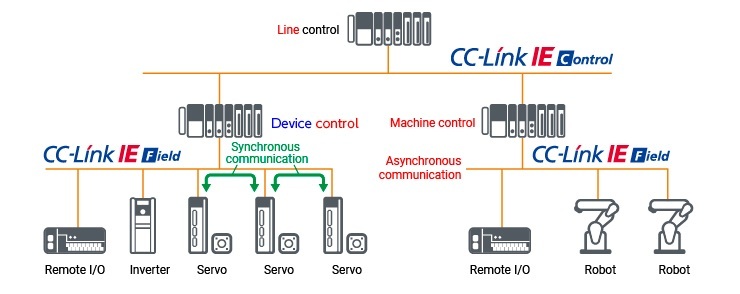 Line control
CC-Link IE Control
Device control
Machine control
CC-Link IE Field
Synchronous
communication
Asynchronous
communication
CC-Link IE Field
Remote I/O
Inverter
Servo
Servo
Servo
Remote I/O
Robot
Robot